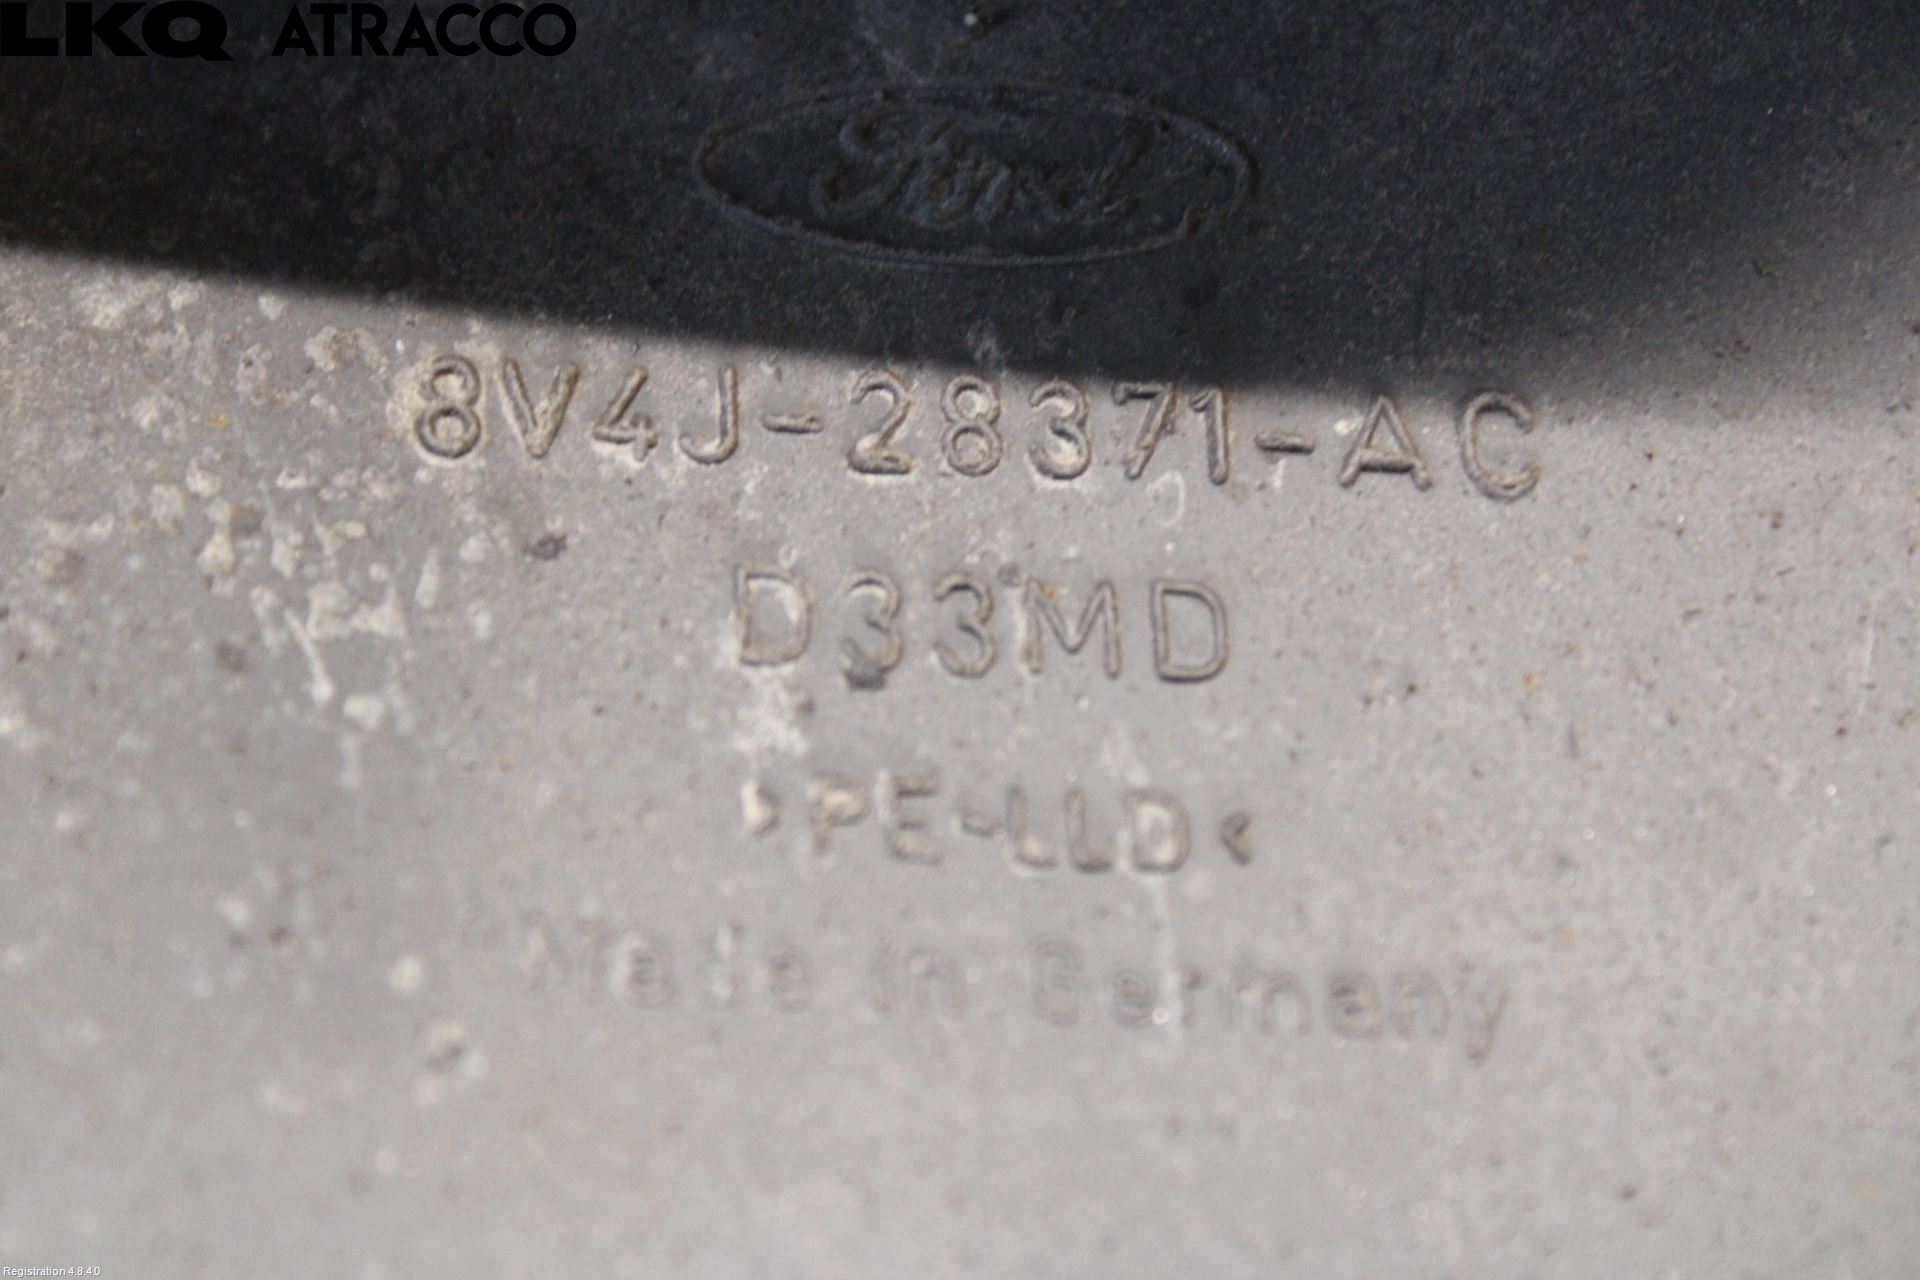 LKQ ATRACCO
Ford
8V4J-28371-AC
D33MD
>PE-LLD<
Made in Germany
Registration 4.8.4.0